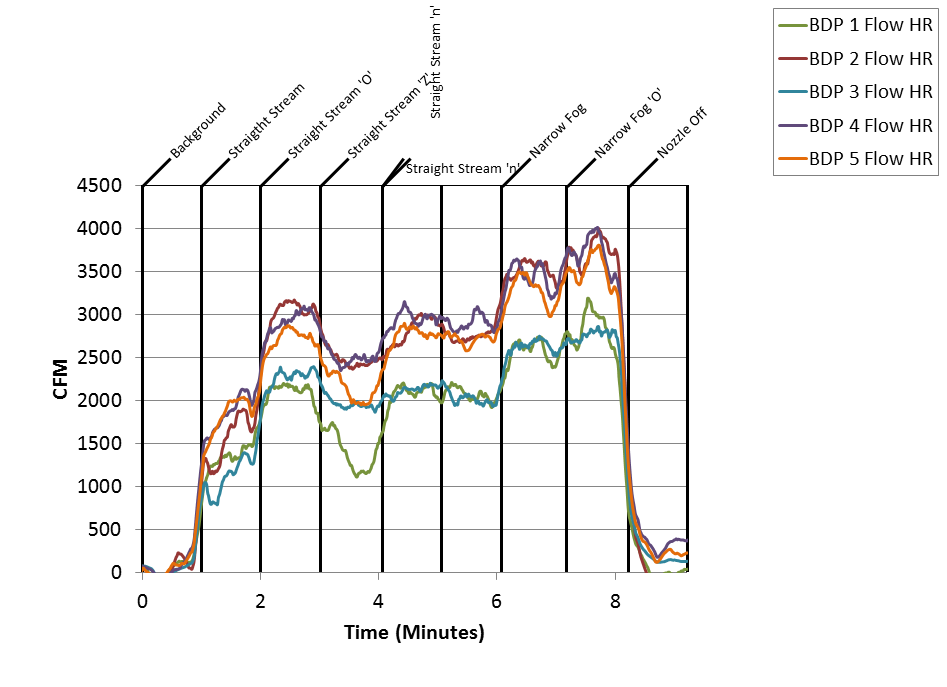 Straight Stream 'n'
Background
Straigtht Stream
Straight Stream 'O'
Straight Stream 'Z'
Straight Stream 'n'
Narrow Fog
Narrow Fog 'O'
Nozzle Off
BDP 1 Flow HR
BDP 2 Flow HR
BDP 3 Flow HR
BDP 4 Flow HR
BDP 5 Flow HR
4500
4000
3500
3000
2500
2000
1500
1000
500
0
CFM
0 2 4 6 8
Time (Minutes)